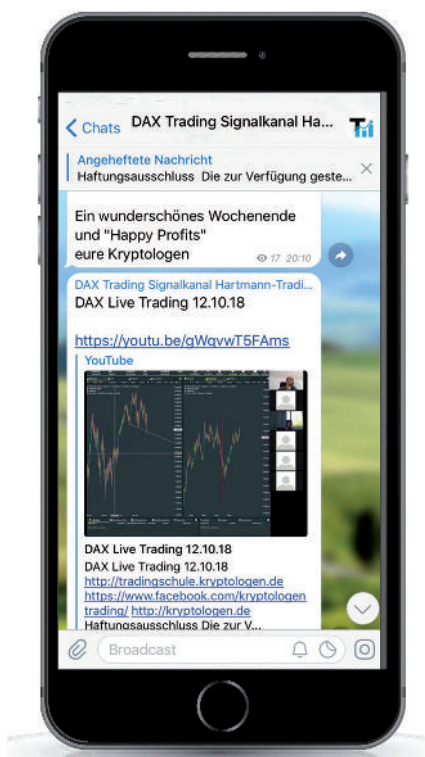 Chats
DAX Trading Signalkanal Ha...
Angeheftete Nachricht
Haftungsausschluss Die zur Verfügung geste...
Ein wunderschönes Wochenende
und "Happy Profits"
eure Kryptologen
17 20:10
DAX Trading Signalkanal Hartmann-Tradi...
DAX Live Trading 12.10.18
https://youtu.be/gWqvwT5FAms
YouTube
DAX Live Trading 12.10.18
DAX Live Trading 12.10.18
http://tradingschule.kryptologen.de
https://www.facebook.com/kryptologen
trading/ http://kryptologen.de
Haftungsausschluss Die zur V...
Broadcast